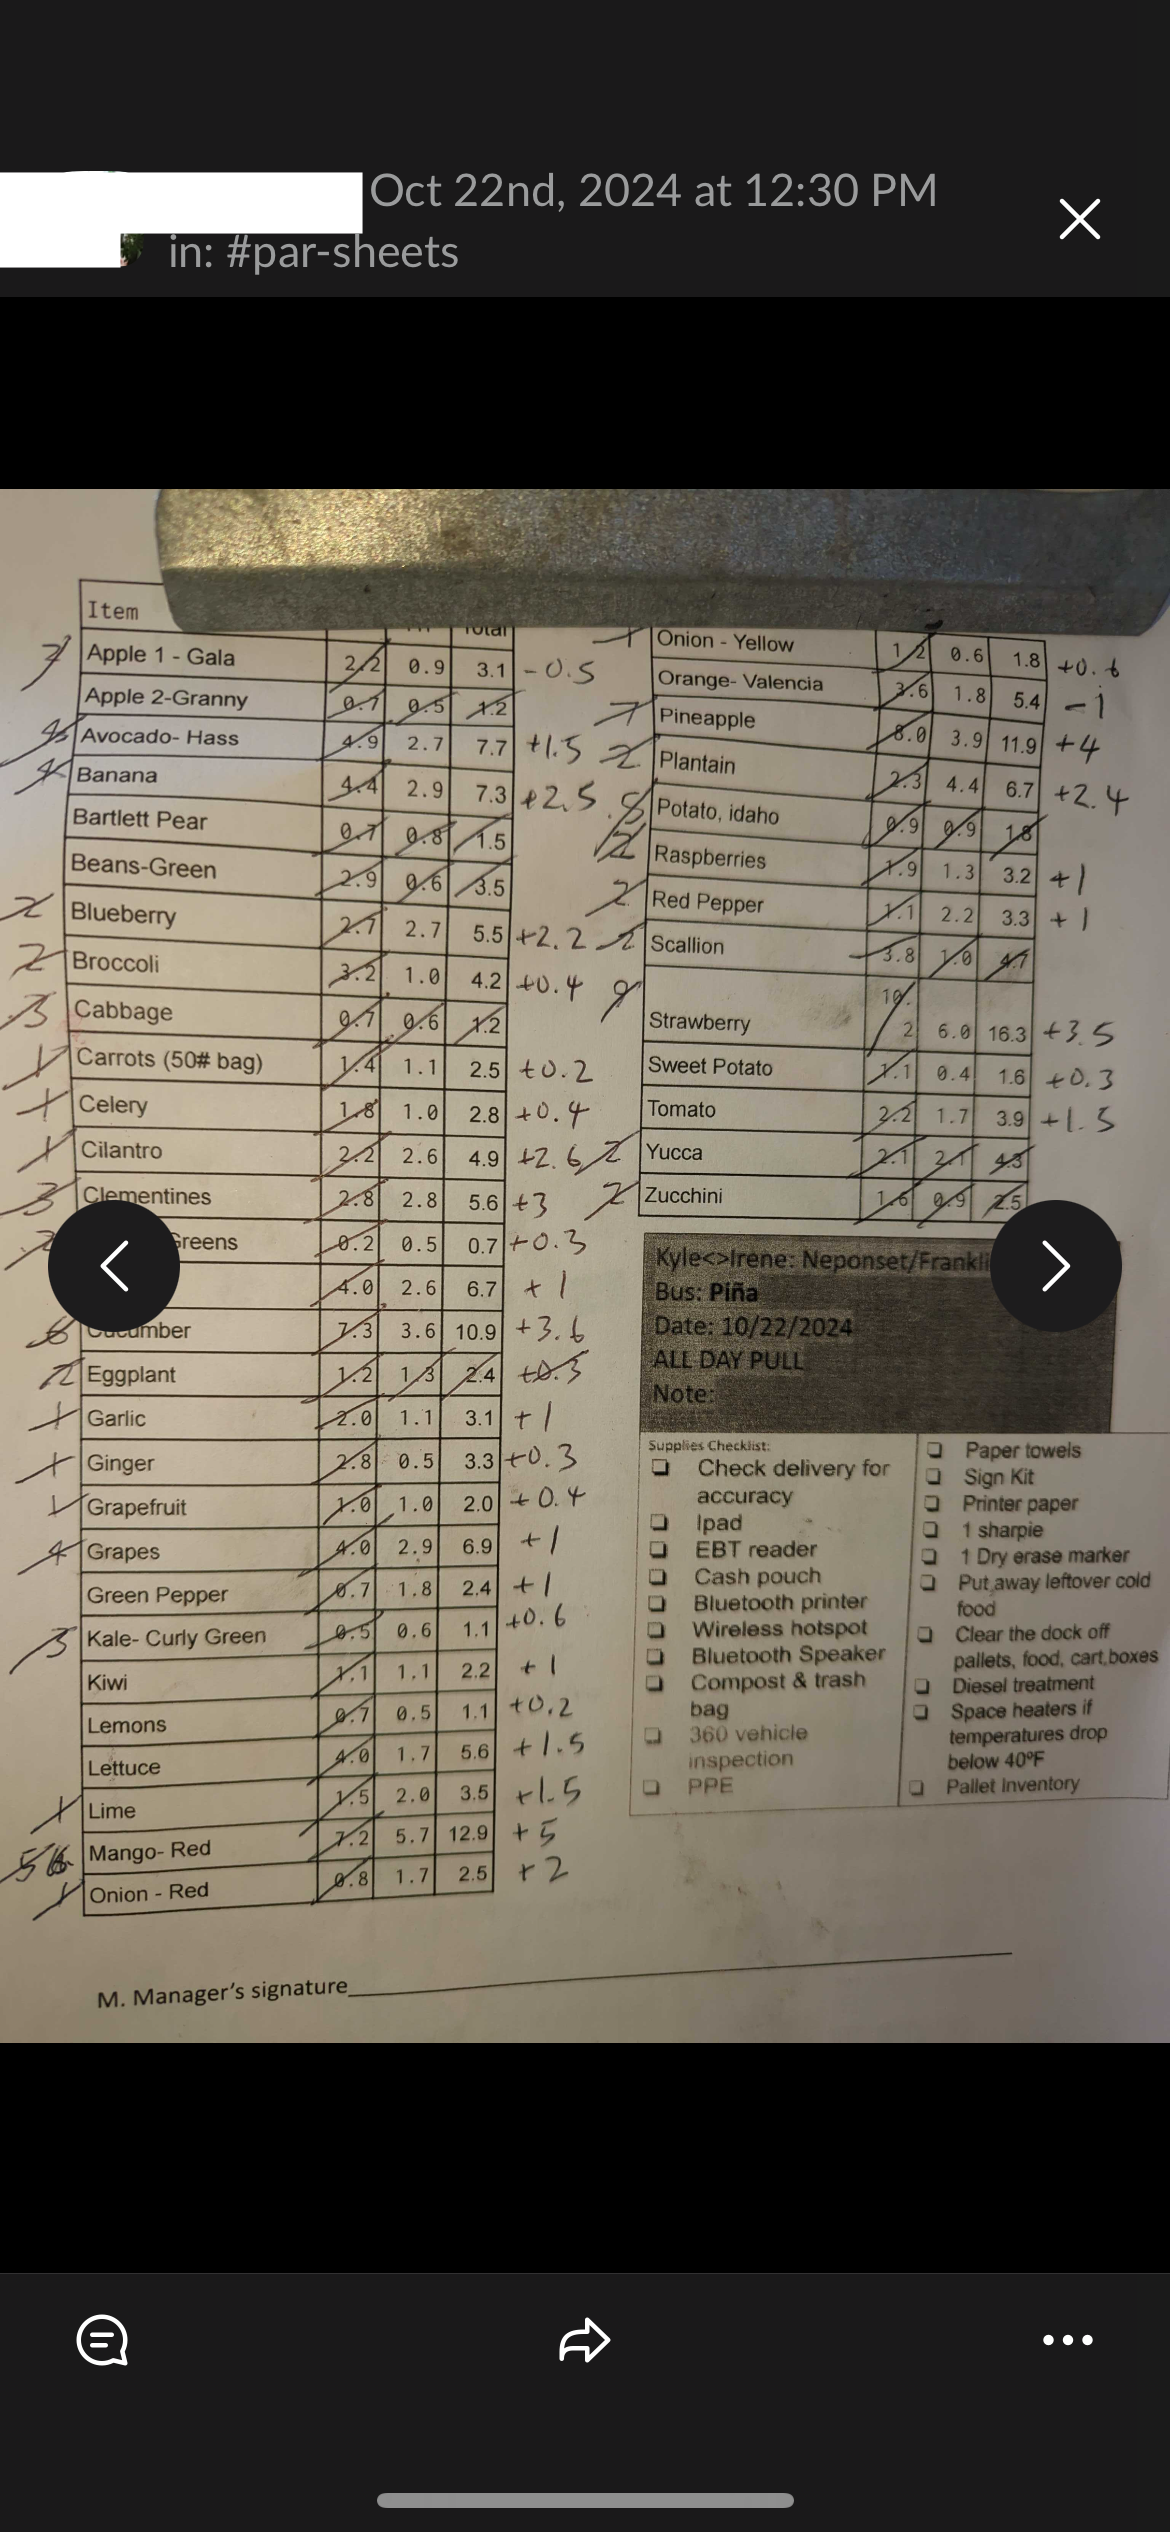 Oct 22nd, 2024 at 12:30 PM
in: #par-sheets
Item Total
Apple 1 - Gala 2.2 0.9 3.1 -0.5
Apple 2-Granny 0.7 0.5 1.2
Avocado- Hass 4.9 2.7 7.7 +1.5
Banana 4.4 2.9 7.3 +2.5
Bartlett Pear 0.7 0.8 1.5
Beans-Green 2.9 0.6 3.5
2 Blueberry 2.7 2.7 5.5 +2.2
2 Broccoli 3.2 1.0 4.2 +0.4
3 Cabbage 0.7 0.6 1.2
1 Carrots (50# bag) 1.4 1.1 2.5 +0.2
1 Celery 1.8 1.0 2.8 +0.4
1 Cilantro 2.2 2.6 4.9 +2.6
3 Clementines 2.8 2.8 5.6 +3
Greens 0.2 0.5 0.7 +0.3
4.0 2.6 6.7 +1
6 Cucumber 7.3 3.6 10.9 +3.6
2 Eggplant 1.2 1.3 2.4 +0.3
1 Garlic 2.0 1.1 3.1 +1
1 Ginger 2.8 0.5 3.3 +0.3
1 Grapefruit 1.0 1.0 2.0 +0.4
4 Grapes 4.0 2.9 6.9 +1
Green Pepper 0.7 1.8 2.4 +1
3 Kale- Curly Green 0.5 0.6 1.1 +0.6
Kiwi 1.1 1.1 2.2 +1
Lemons 0.7 0.5 1.1 +0.2
Lettuce 4.0 1.7 5.6 +1.5
1 Lime 1.5 2.0 3.5 +1.5
5 Mango- Red 7.2 5.7 12.9 +5
1 Onion - Red 0.8 1.7 2.5 +2
1 Onion - Yellow 1.2 0.6 1.8 +0.6
Orange- Valencia 3.6 1.8 5.4 -1
7 Pineapple 8.0 3.9 11.9 +4
2 Plantain 2.3 4.4 6.7 +2.4
Potato, idaho 0.9 0.9 1.8
2 Raspberries 1.9 1.3 3.2 +1
2 Red Pepper 1.1 2.2 3.3 +1
2 Scallion 3.8 1.0 4.7
9 Strawberry 10.2 6.0 16.3 +3.5
Sweet Potato 1.1 0.4 1.6 +0.3
Tomato 2.2 1.7 3.9 +1.5
2 Yucca 2.1 2.1 4.3
2 Zucchini 1.6 0.9 2.5
Kyle<>Irene: Neponset/Frankli
Bus: Piña
Date: 10/22/2024
ALL DAY PULL
Note:
Supplies Checklist:
Check delivery for
accuracy
Ipad
EBT reader
Cash pouch
Bluetooth printer
Wireless hotspot
Bluetooth Speaker
Compost & trash
bag
360 vehicle
inspection
PPE
Paper towels
Sign Kit
Printer paper
1 sharpie
1 Dry erase marker
Put away leftover cold
food
Clear the dock off
pallets, food, cart,boxes
Diesel treatment
Space heaters if
temperatures drop
below 40ºF
Pallet Inventory
M. Manager's signature